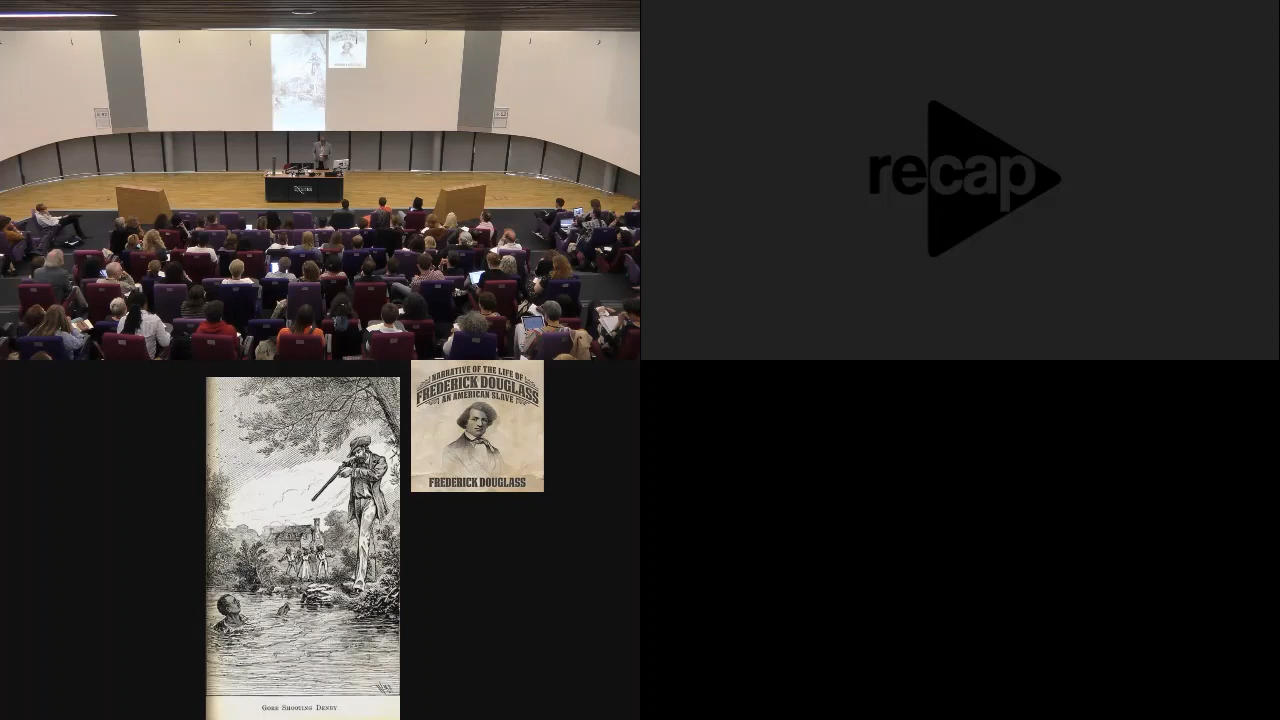 recap
NARRATIVE OF THE LIFE OF
FREDERICK DOUGLASS
AN AMERICAN SLAVE
FREDERICK DOUGLASS
Gore Shooting Denby